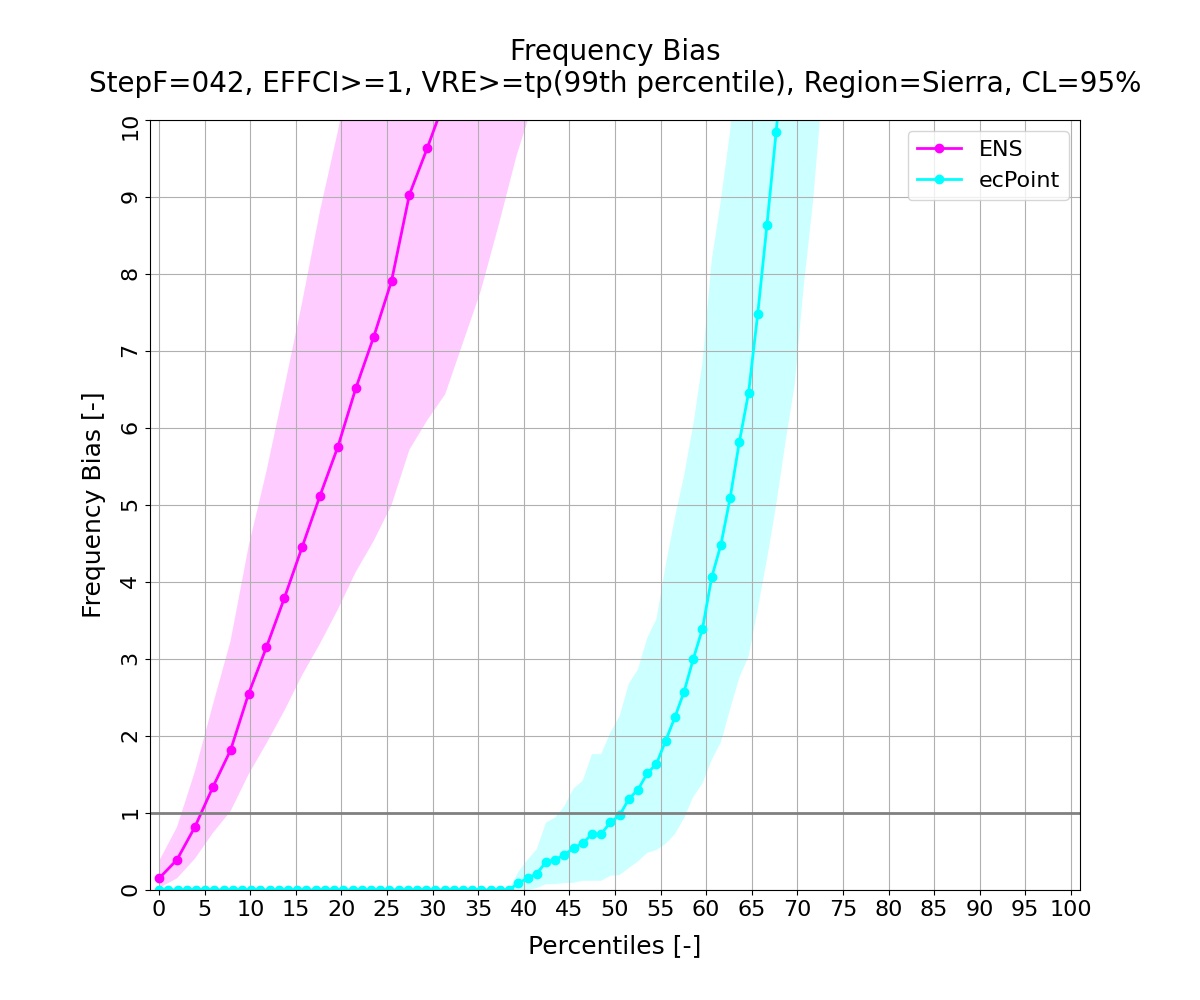 Frequency Bias
StepF=042, EFFCI>=1, VRE>=tp(99th percentile), Region=Sierra, CL=95%
ENS
ecPoint
Frequency Bias [-]
10
9
8
7
6
5
4
3
2
1
0
0 5 10 15 20 25 30 35 40 45 50 55 60 65 70 75 80 85 90 95 100
Percentiles [-]